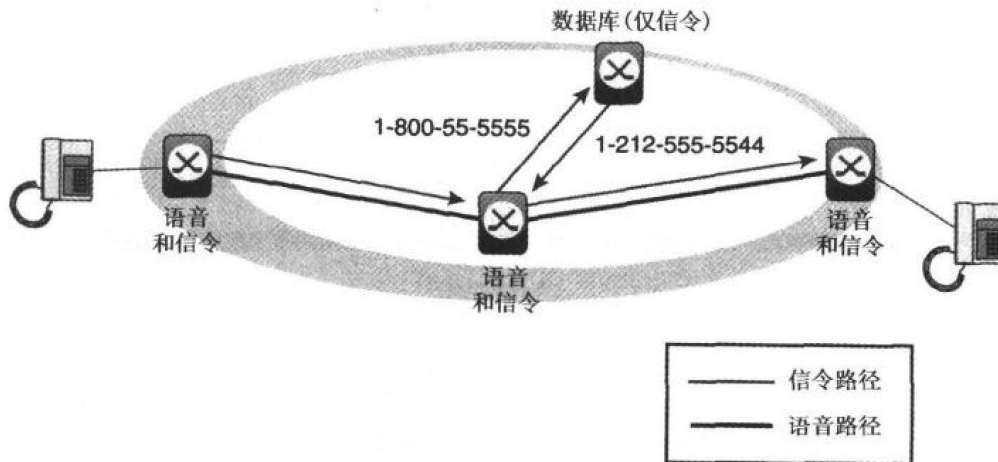 数据库(仅信令)
1-800-55-5555
1-212-555-5544
语音
和信令
语音
和信令
语音
和信令
信令路径
语音路径